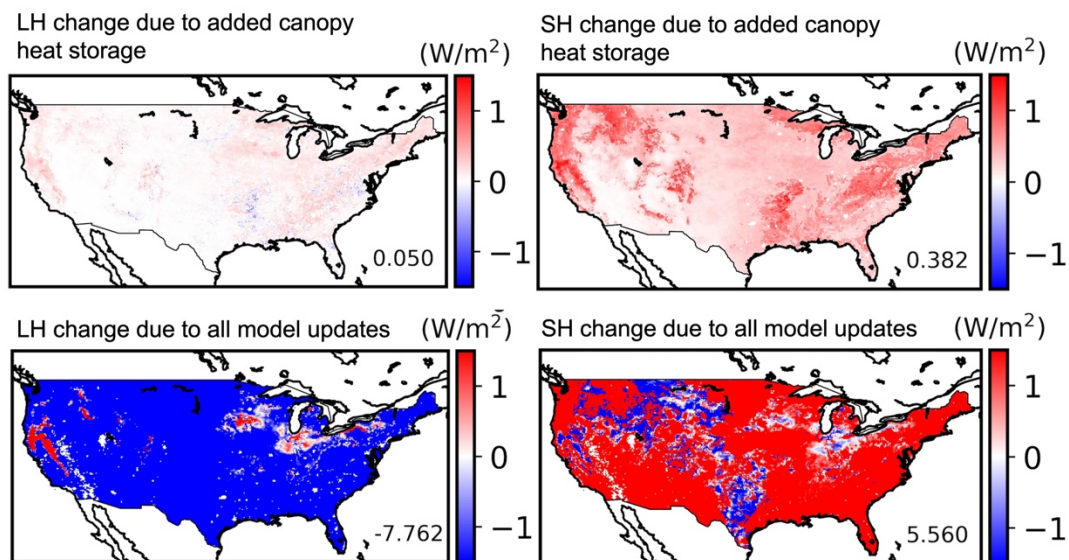 LH change due to added canopy
heat storage
(W/m²)
1
0
−1
0.050
SH change due to added canopy
heat storage
(W/m²)
1
0
−1
0.382
LH change due to all model updates
(W/m²)
1
0
−1
-7.762
SH change due to all model updates
(W/m²)
1
0
−1
5.560